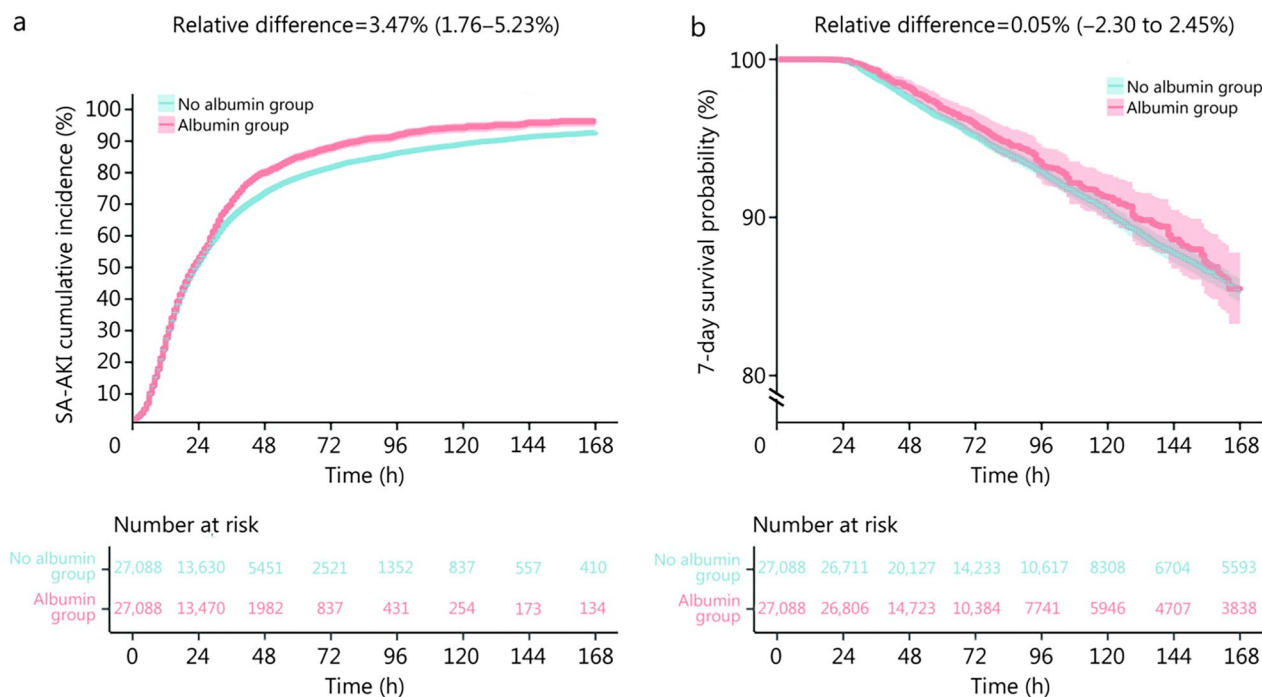 a
Relative difference=3.47% (1.76–5.23%)
No albumin group
Albumin group
SA-AKI cumulative incidence (%)
100
90
80
70
60
50
40
30
20
10
0 24 48 72 96 120 144 168
Time (h)
Number at risk
No albumin
group
27,088 13,630 5451 2521 1352 837 557 410
Albumin
group
27,088 13,470 1982 837 431 254 173 134
0 24 48 72 96 120 144 168
Time (h)
b
Relative difference=0.05% (–2.30 to 2.45%)
No albumin group
Albumin group
7-day survival probability (%)
100
90
80
0 24 48 72 96 120 144 168
Time (h)
Number at risk
No albumin
group
27,088 26,711 20,127 14,233 10,617 8308 6704 5593
Albumin
group
27,088 26,806 14,723 10,384 7741 5946 4707 3838
0 24 48 72 96 120 144 168
Time (h)